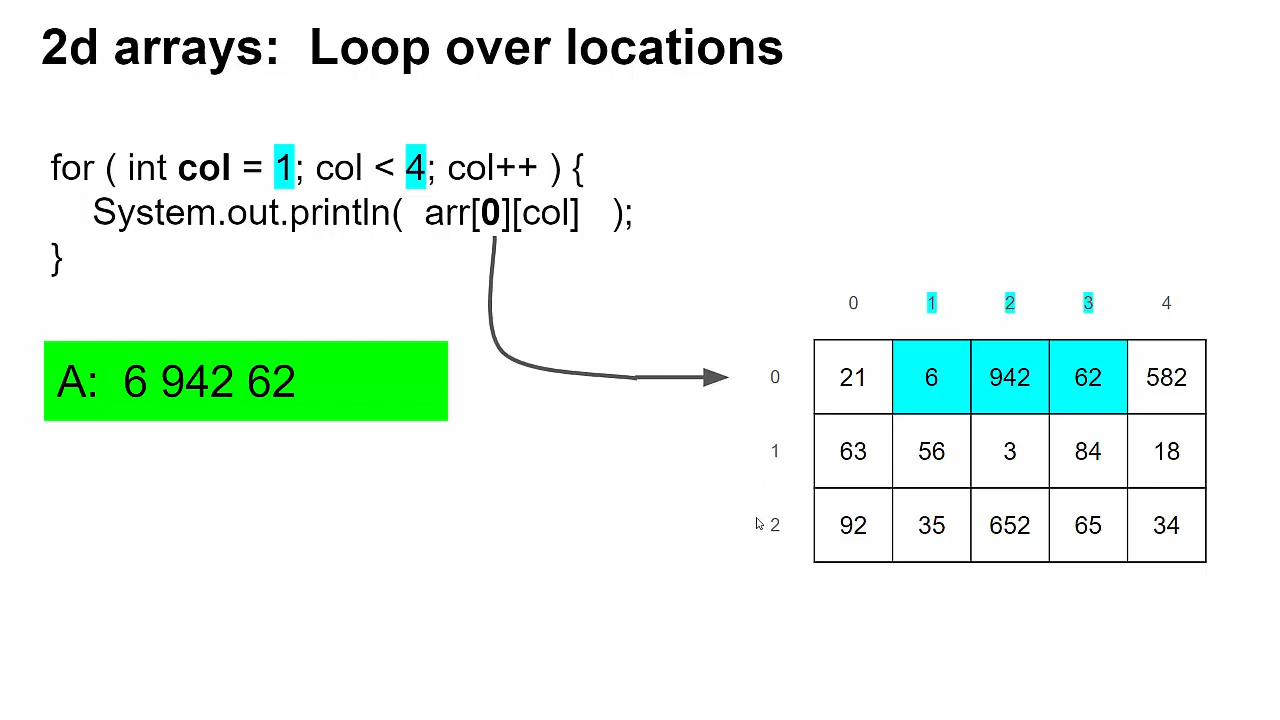 2d arrays:  Loop over locations
for ( int col = 1; col < 4; col++ ) {
System.out.println(  arr[0][col]   );
}
A:  6 942 62
0 1 2 3 4
0 21 6 942 62 582
1 63 56 3 84 18
2 92 35 652 65 34